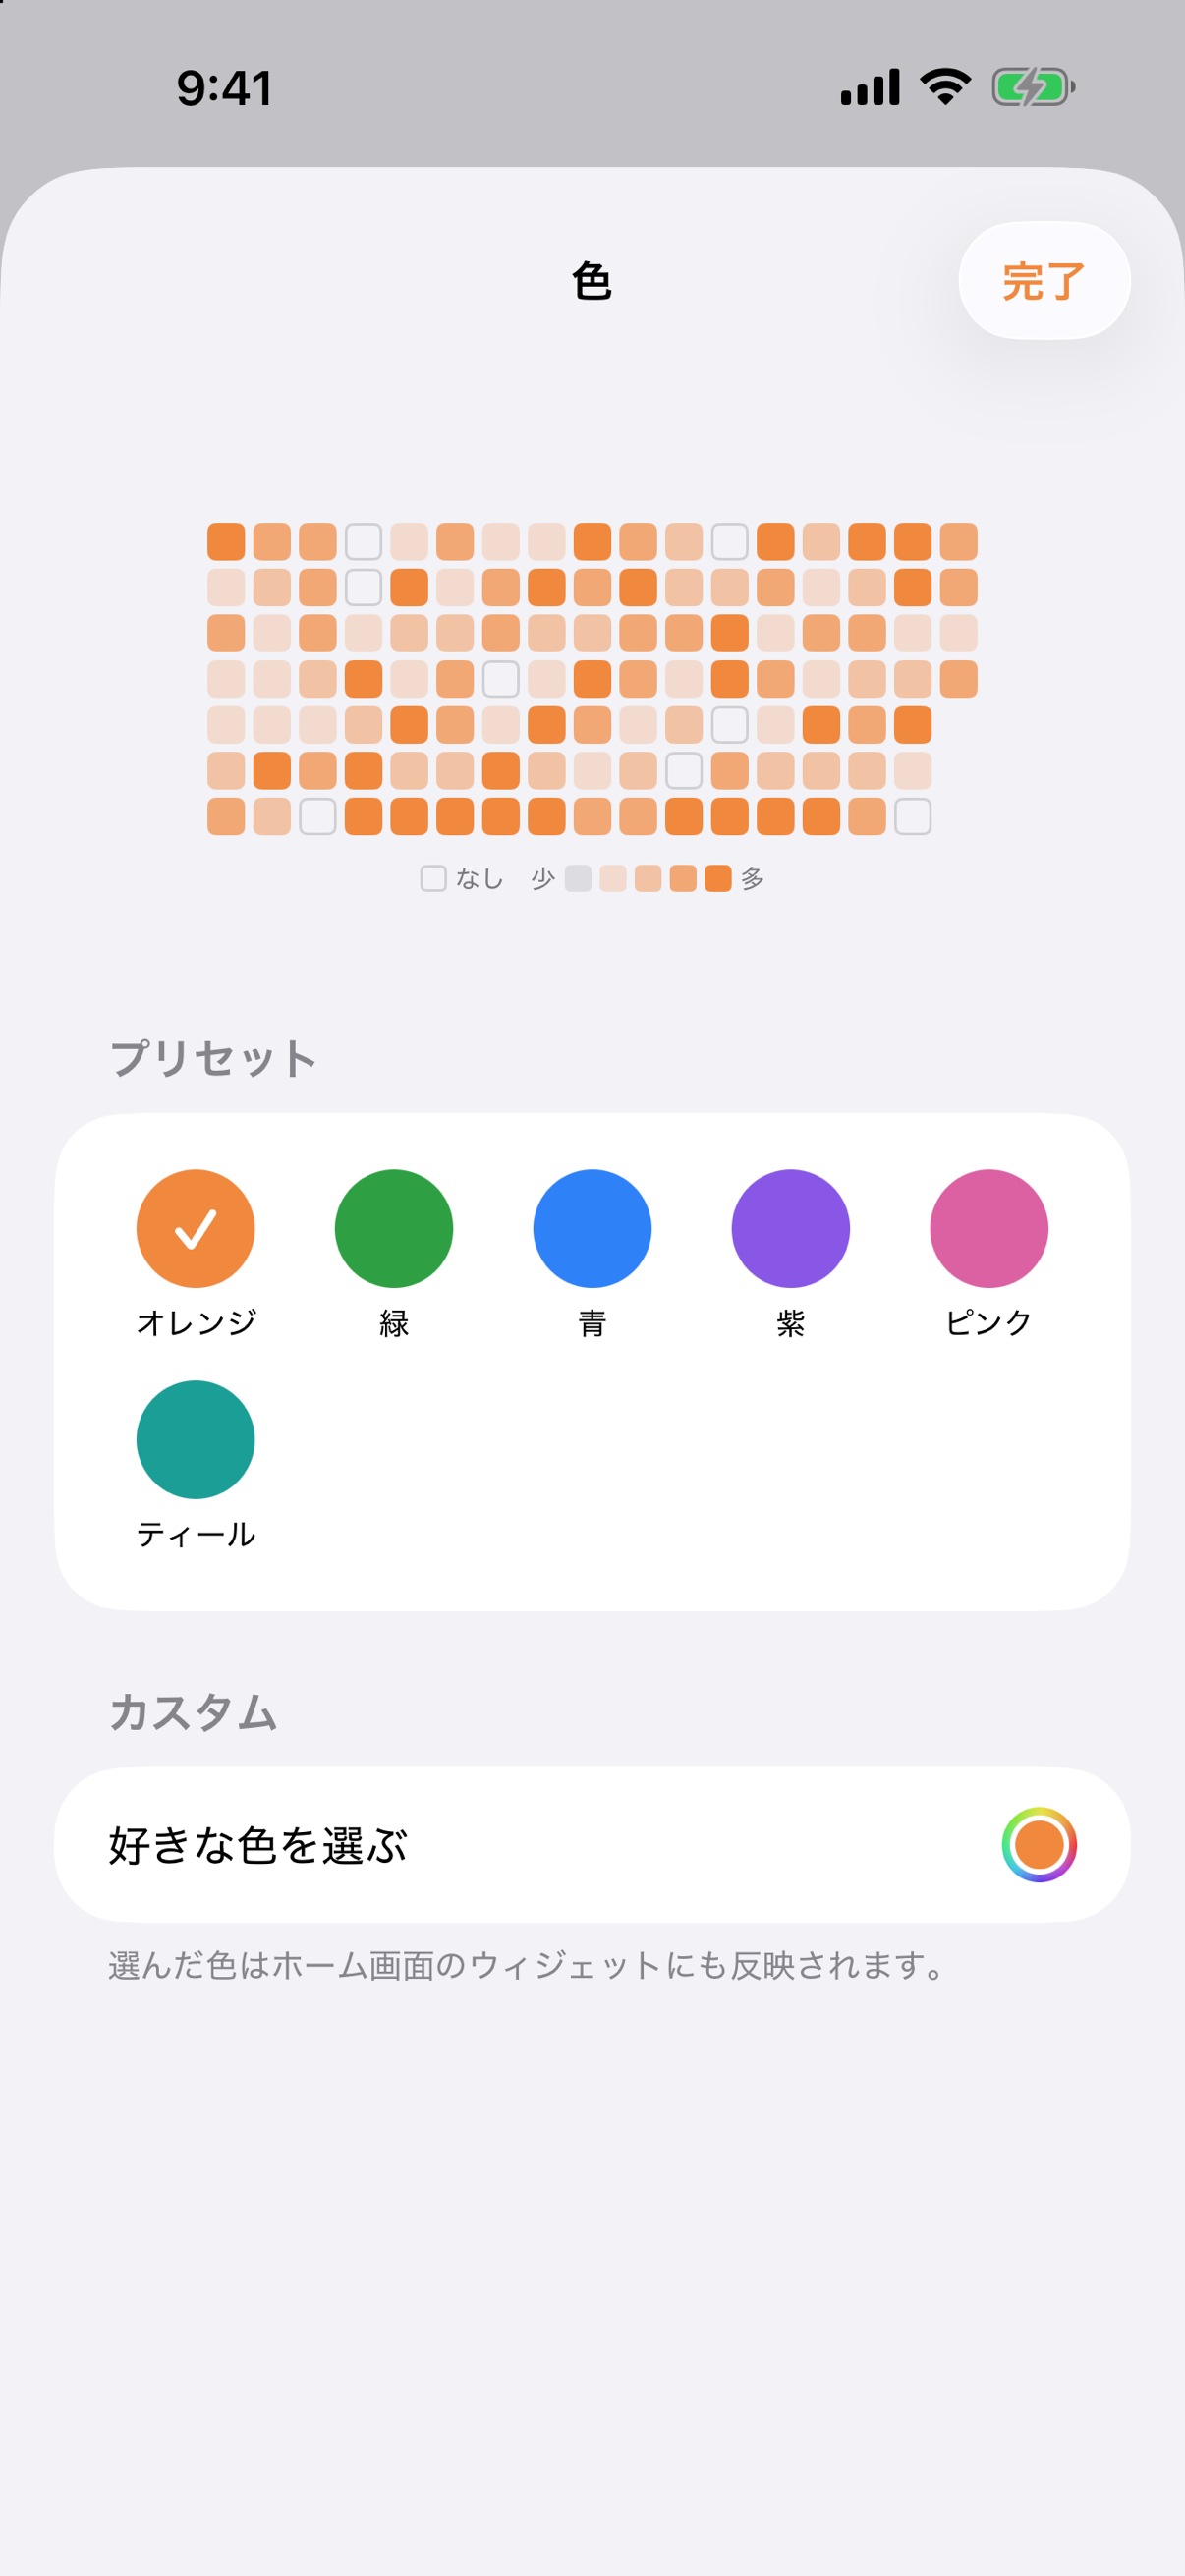 9:41
色
完了
なし 少 多
プリセット
オレンジ 緑 青 紫 ピンク
ティール
カスタム
好きな色を選ぶ
選んだ色はホーム画面のウィジェットにも反映されます。